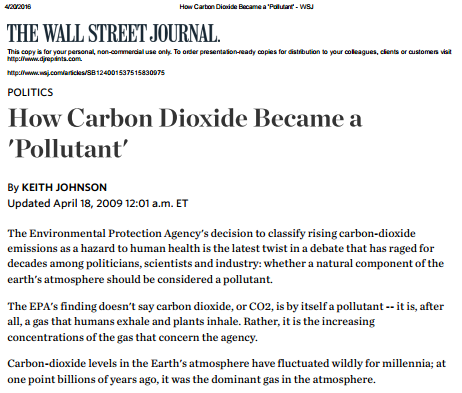 4/20/2016 How Carbon Dioxide Became a 'Pollutant' - WSJ
THE WALL STREET JOURNAL.
This copy is for your personal, non-commercial use only. To order presentation-ready copies for distribution to your colleagues, clients or customers visit
http://www.djreprints.com.
http://www.wsj.com/articles/SB124001537515830975
POLITICS
How Carbon Dioxide Became a
'Pollutant'
By KEITH JOHNSON
Updated April 18, 2009 12:01 a.m. ET
The Environmental Protection Agency's decision to classify rising carbon-dioxide
emissions as a hazard to human health is the latest twist in a debate that has raged for
decades among politicians, scientists and industry: whether a natural component of the
earth's atmosphere should be considered a pollutant.
The EPA's finding doesn't say carbon dioxide, or CO2, is by itself a pollutant -- it is, after
all, a gas that humans exhale and plants inhale. Rather, it is the increasing
concentrations of the gas that concern the agency.
Carbon-dioxide levels in the Earth's atmosphere have fluctuated wildly for millennia; at
one point billions of years ago, it was the dominant gas in the atmosphere.